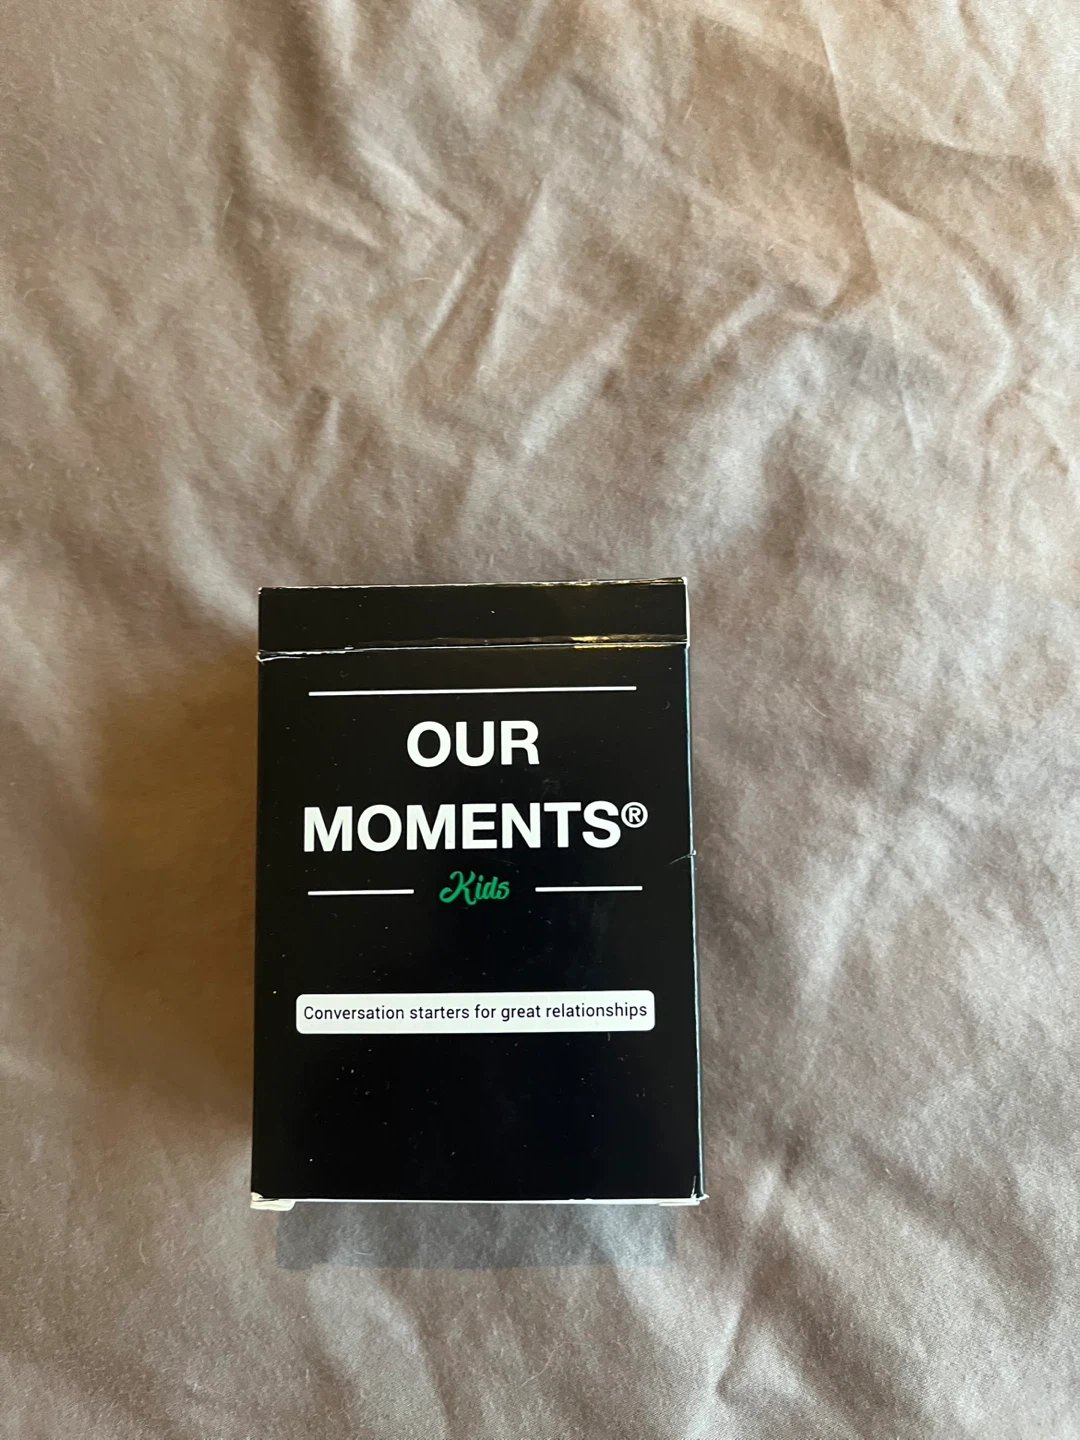 OUR
MOMENTS®
Kids
Conversation starters for great relationships